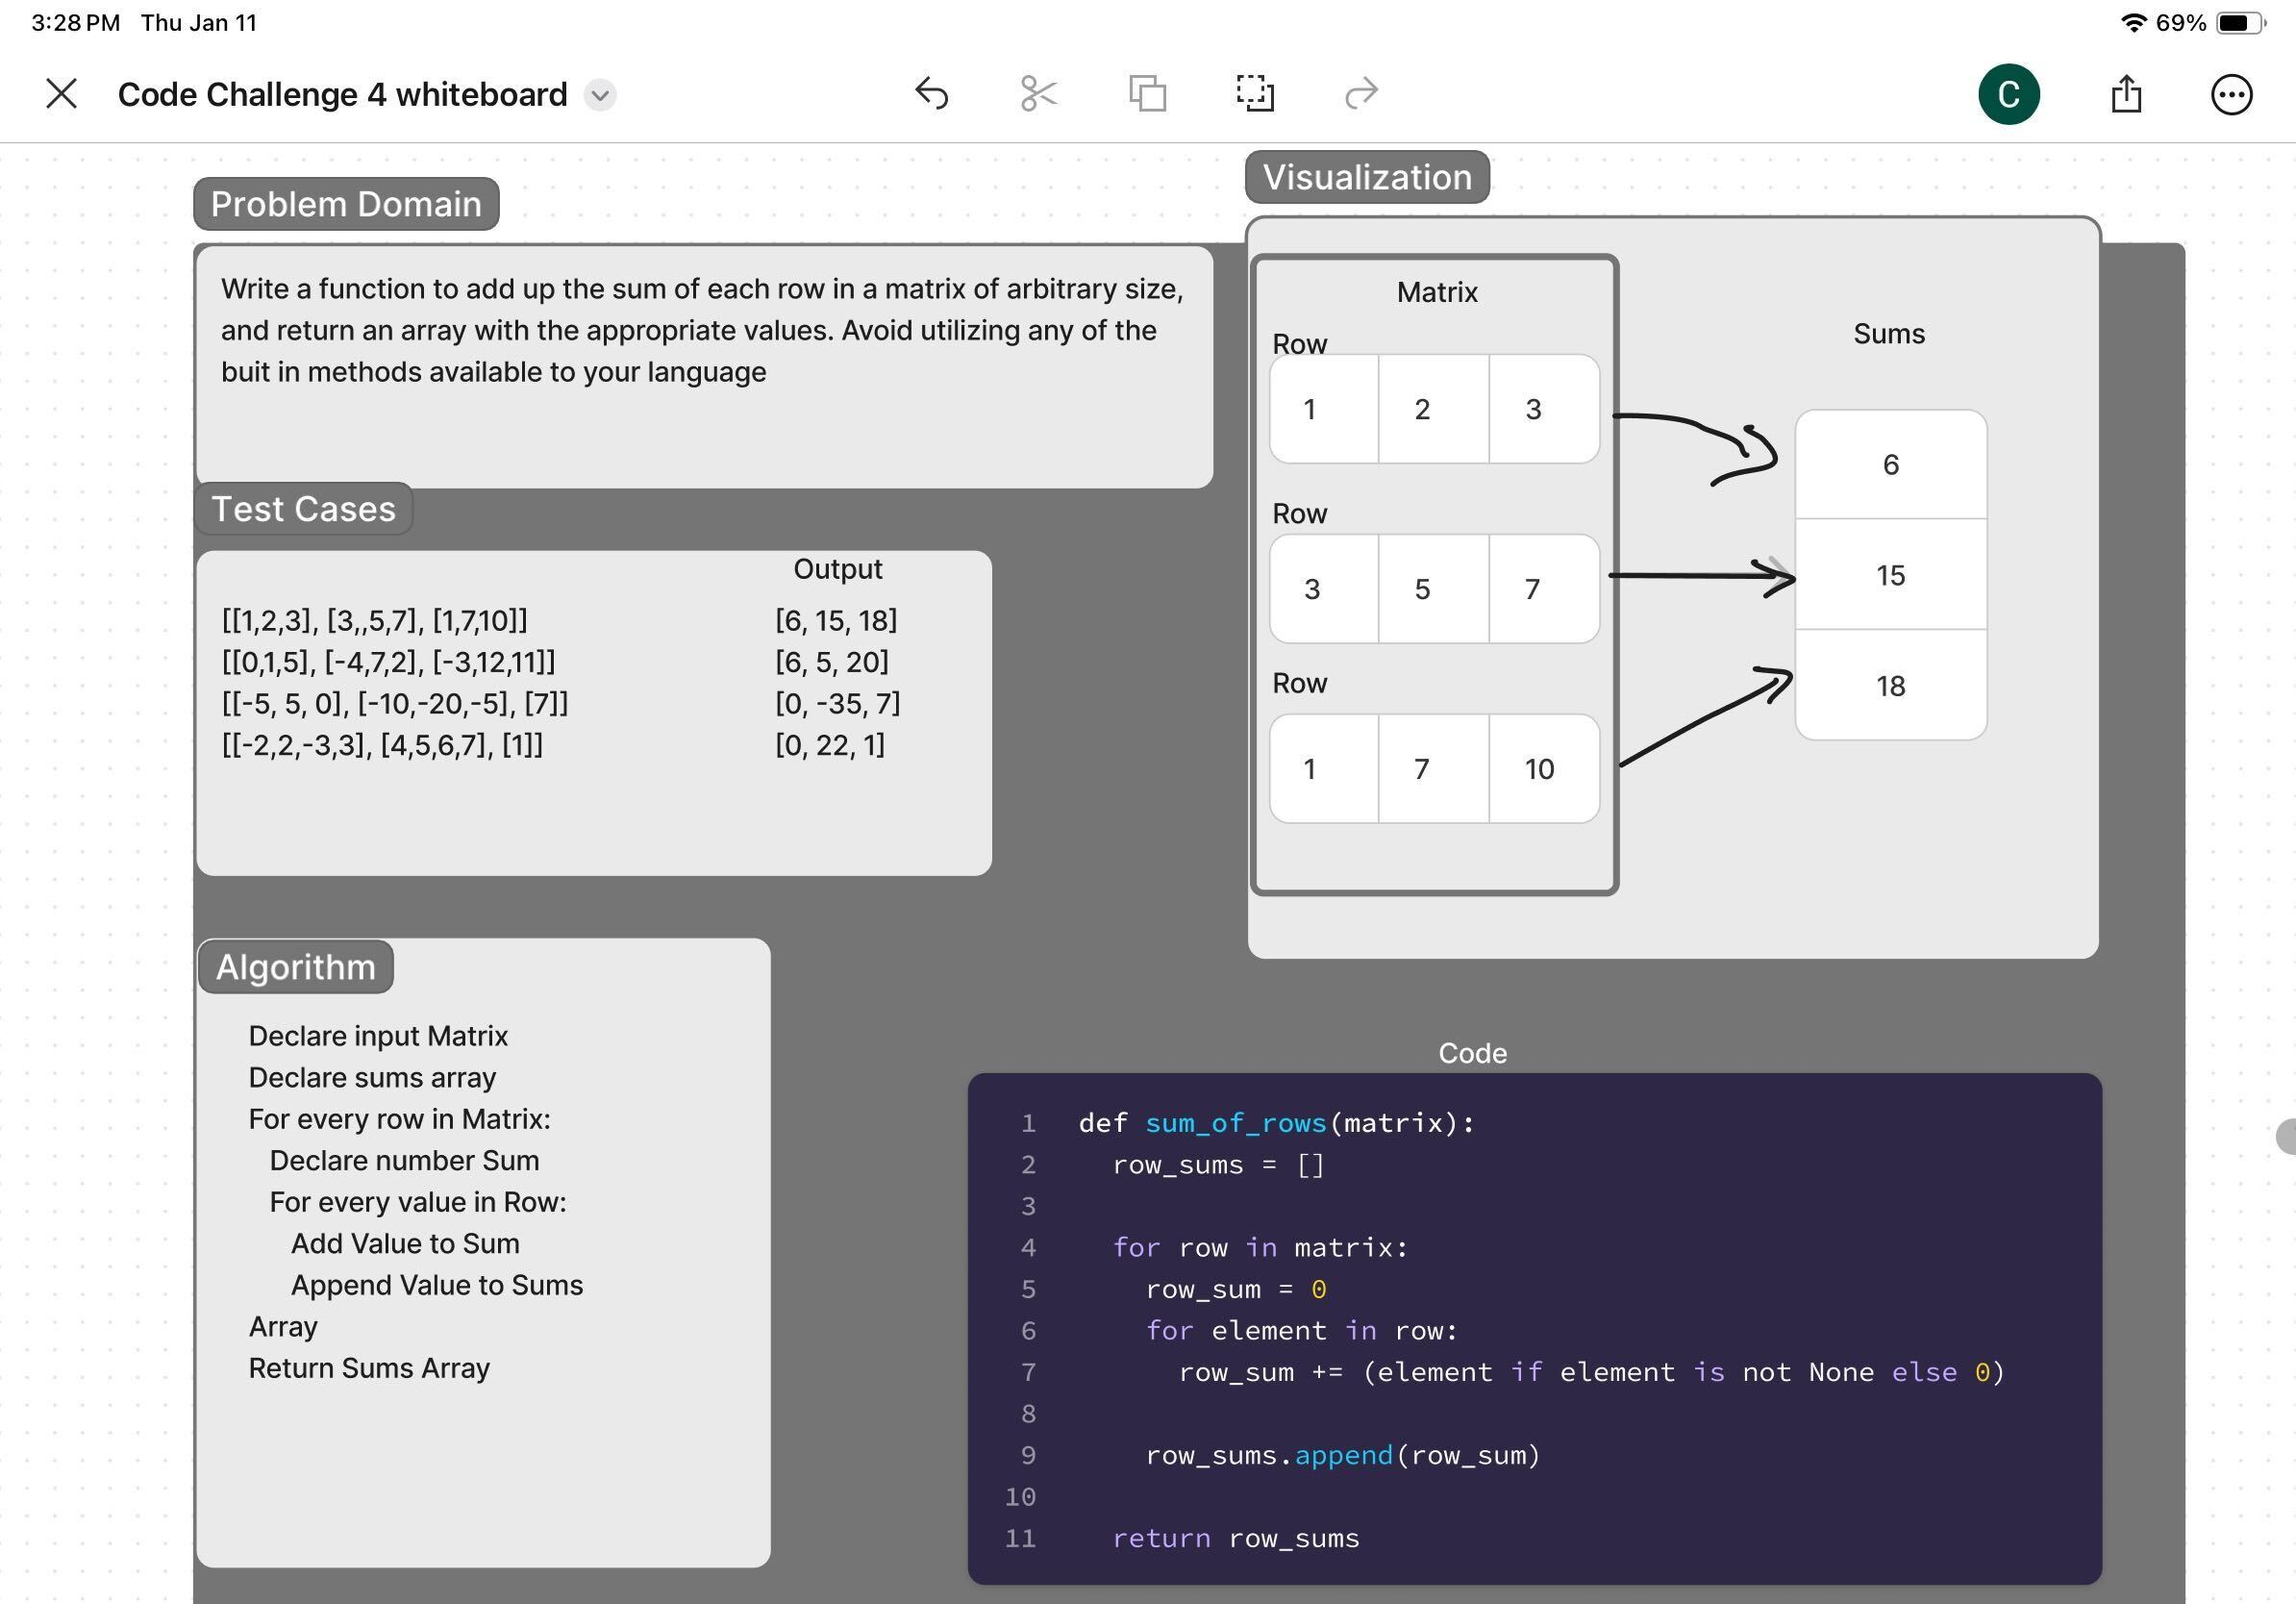 3:28 PM Thu Jan 11
69%
Code Challenge 4 whiteboard
C
Problem Domain
Write a function to add up the sum of each row in a matrix of arbitrary size,
and return an array with the appropriate values. Avoid utilizing any of the
buit in methods available to your language
Test Cases
Output
[[1,2,3], [3,,5,7], [1,7,10]] [6, 15, 18]
[[0,1,5], [-4,7,2], [-3,12,11]] [6, 5, 20]
[[-5, 5, 0], [-10,-20,-5], [7]] [0, -35, 7]
[[-2,2,-3,3], [4,5,6,7], [1]] [0, 22, 1]
Algorithm
Declare input Matrix
Declare sums array
For every row in Matrix:
Declare number Sum
For every value in Row:
Add Value to Sum
Append Value to Sums
Array
Return Sums Array
Visualization
Matrix
Row
1 2 3
Row
3 5 7
Row
1 7 10
Sums
6
15
18
Code
1 def sum_of_rows(matrix):
2 row_sums = []
3
4 for row in matrix:
5 row_sum = 0
6 for element in row:
7 row_sum += (element if element is not None else 0)
8
9 row_sums.append(row_sum)
10
11 return row_sums